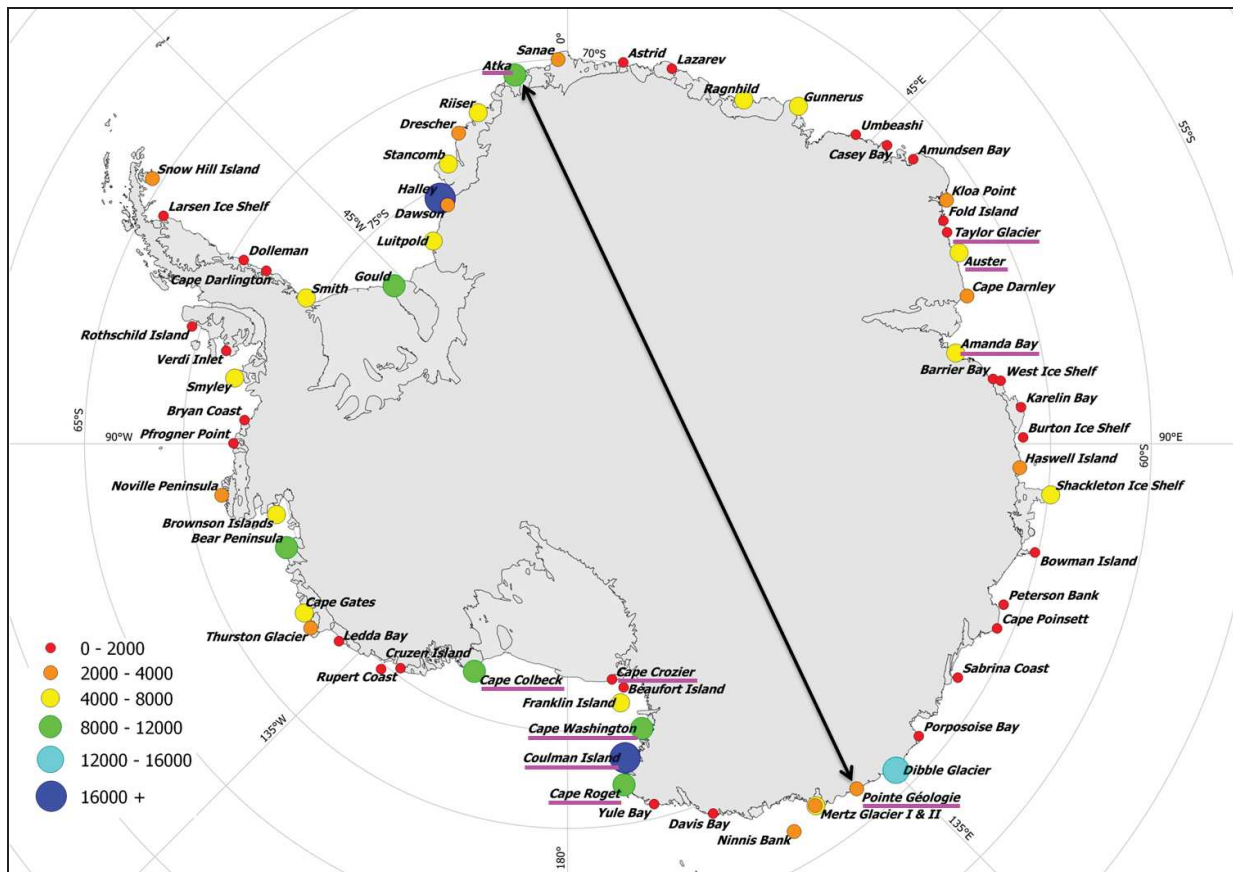 Sanae
0°
70°S
Astrid
Lazarev
Atka
Ragnhild
Gunnerus
45°E
55°S
Riiser
Drescher
Umbeashi
Stancomb
Casey Bay
Amundsen Bay
Snow Hill Island
Halley
Kloa Point
Larsen Ice Shelf
45°W
75°S
Dawson
Fold Island
Taylor Glacier
Luitpold
Dolleman
Auster
Cape Darlington
Gould
Smith
Cape Darnley
Rothschild Island
Verdi Inlet
Amanda Bay
Barrier Bay
West Ice Shelf
Smyley
Karelin Bay
65°S
Bryan Coast
Burton Ice Shelf
90°W
Pfrogner Point
90°E
60°S
Haswell Island
Noville Peninsula
Shackleton Ice Shelf
Brownson Islands
Bear Peninsula
Bowman Island
Cape Gates
Peterson Bank
Thurston Glacier
Ledda Bay
Cape Poinsett
Cruzen Island
Rupert Coast
Cape Colbeck
Cape Crozier
Beaufort Island
Sabrina Coast
Franklin Island
135°W
Cape Washington
Porposoise Bay
Coulman Island
Dibble Glacier
Cape Roget
Pointe Géologie
Yule Bay
Mertz Glacier I & II
Davis Bay
Ninnis Bank
135°E
180°
0 - 2000
2000 - 4000
4000 - 8000
8000 - 12000
12000 - 16000
16000 +